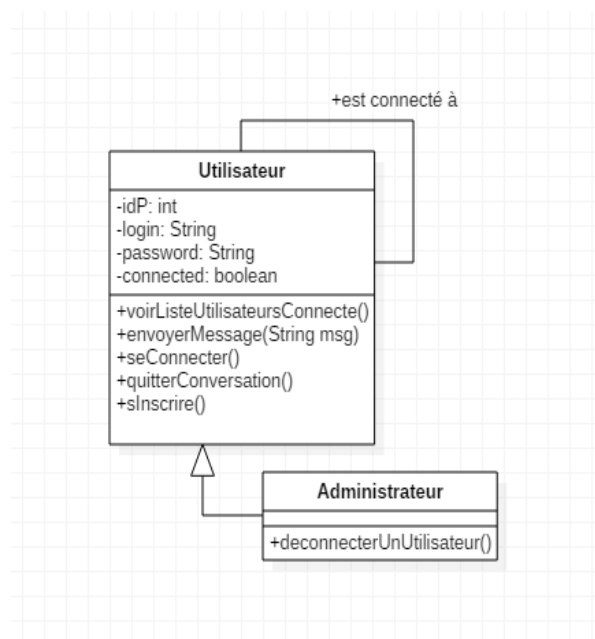 +est connecté à
Utilisateur
-idP: int
-login: String
-password: String
-connected: boolean
+voirListeUtilisateursConnecte()
+envoyerMessage(String msg)
+seConnecter()
+quitterConversation()
+sInscrire()
Administrateur
+deconnecterUnUtilisateur()